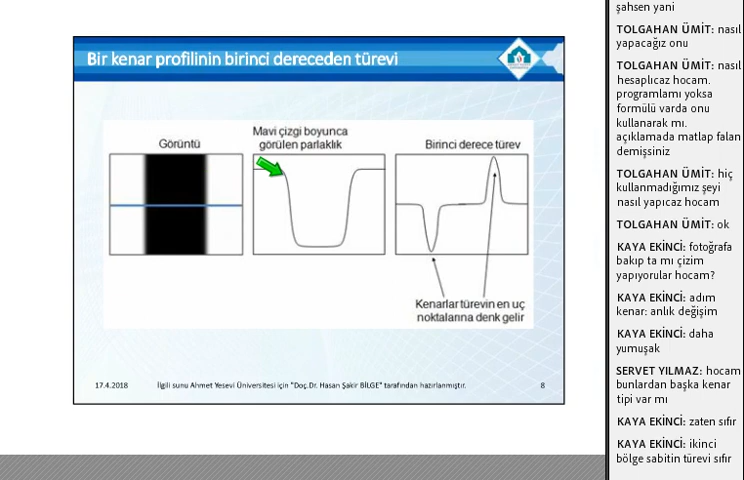 Bir kenar profilinin birinci dereceden türevi
Görüntü
Mavi çizgi boyunca
görülen parlaklık
Birinci derece türev
Kenarlar türevin en uç
noktalarına denk gelir
17.4.2018
İlgili sunu Ahmet Yesevi Üniversitesi için "Doç.Dr. Hasan Şakir BİLGE" tarafından hazırlanmıştır.
8
şahsen yani
TOLGAHAN ÜMİT: nasıl
yapacağız onu
TOLGAHAN ÜMİT: nasıl
hesaplıcaz hocam.
programlamı yoksa
formülü varda onu
kullanarak mı.
açıklamada matlap falan
demişsiniz
TOLGAHAN ÜMİT: hiç
kullanmadığımız şeyi
nasıl yapıcaz hocam
TOLGAHAN ÜMİT: ok
KAYA EKİNCİ: fotoğrafa
bakıp ta mı çizim
yapıyorular hocam?
KAYA EKİNCİ: adım
kenar: anlık değişim
KAYA EKİNCİ: daha
yumuşak
SERVET YILMAZ: hocam
bunlardan başka kenar
tipi var mı
KAYA EKİNCİ: zaten sıfır
KAYA EKİNCİ: ikinci
bölge sabitin türevi sıfır